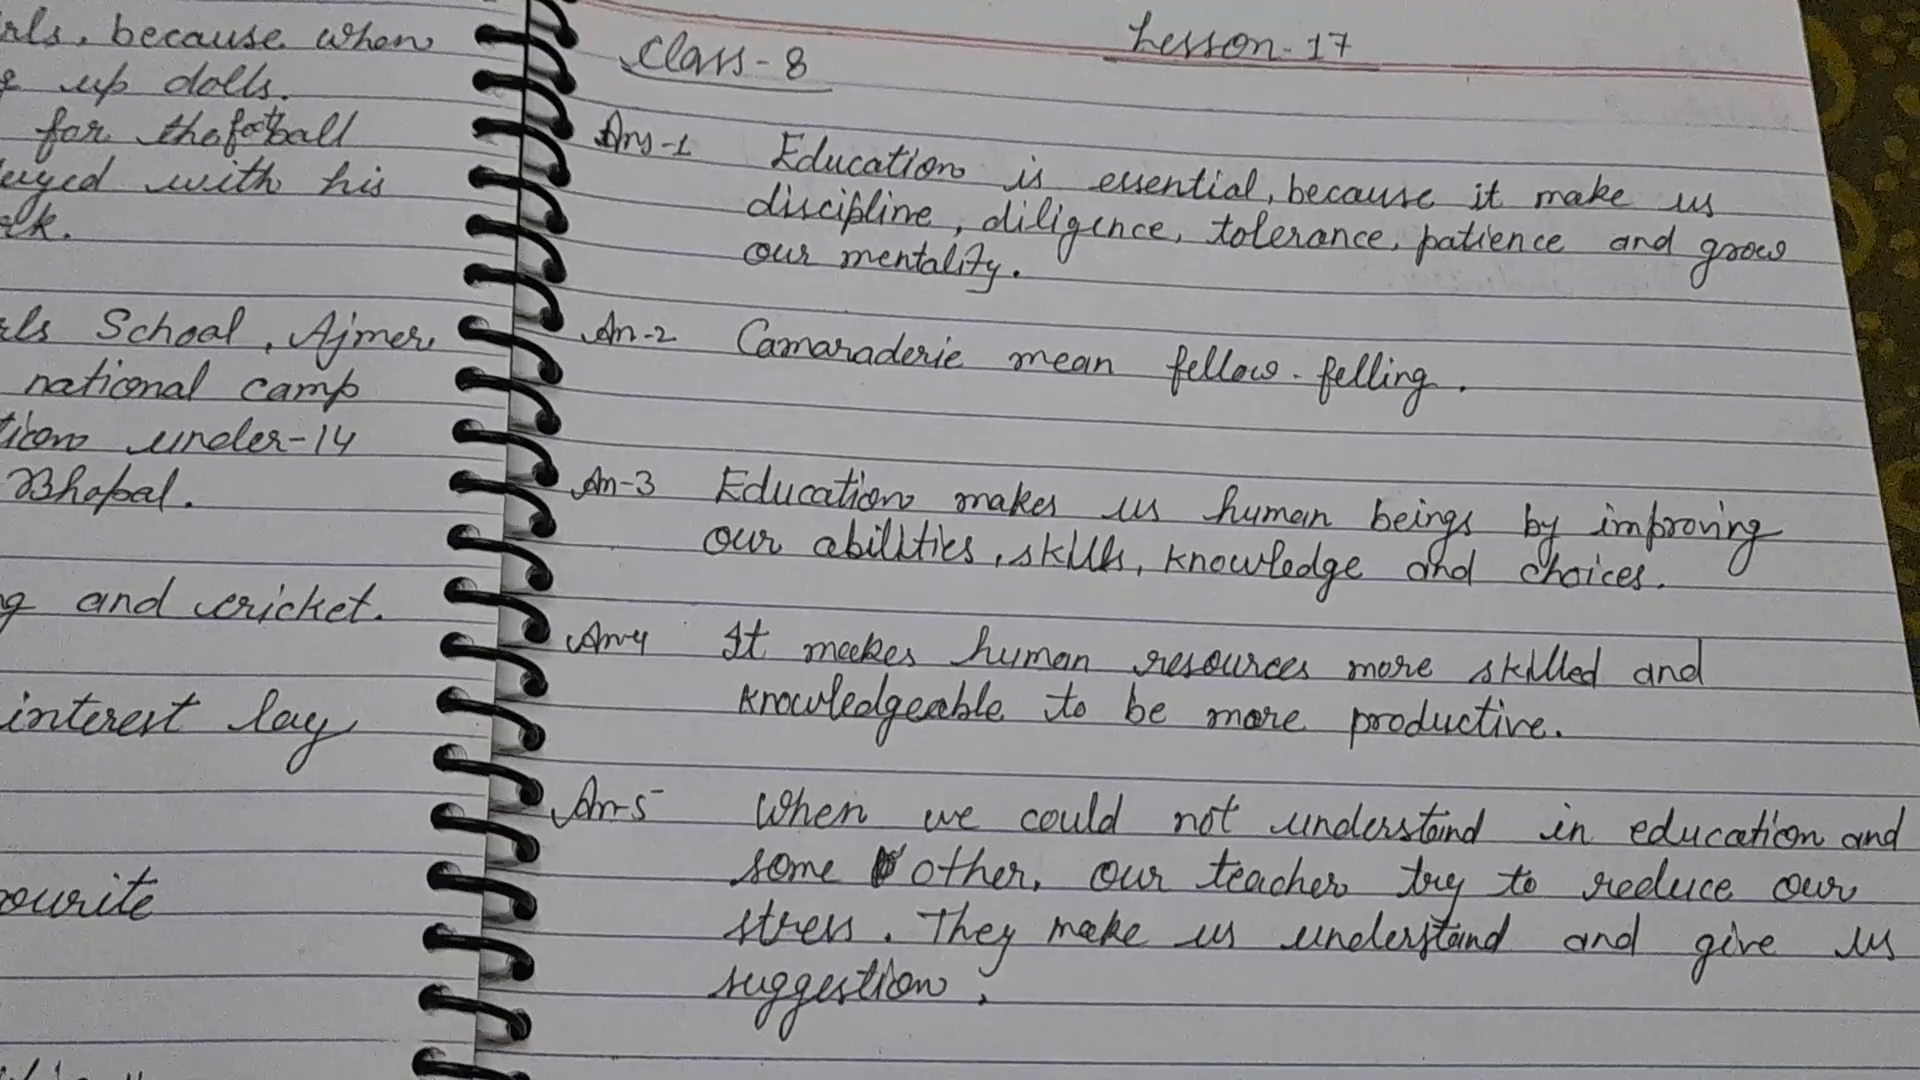 because when
up dolls.
for the football
with his
School, Ajmer
national camp
under-14
Bhopal.
and cricket.
interest lay
Class-8
Lesson-17
Ans-1 Education is essential, because it make us
discipline, diligence, tolerance, patience and grow
our mentality.
An-2 Camaraderie mean fellow-felling.
An-3 Education makes us human beings by improving
our abilities, skills, knowledge and choices.
An-4 It makes human resources more skilled and
knowledgeable to be more productive.
An-5 When we could not understand in education and
some other, our teacher try to reduce our
stress. They make us understand and give us
suggestion.